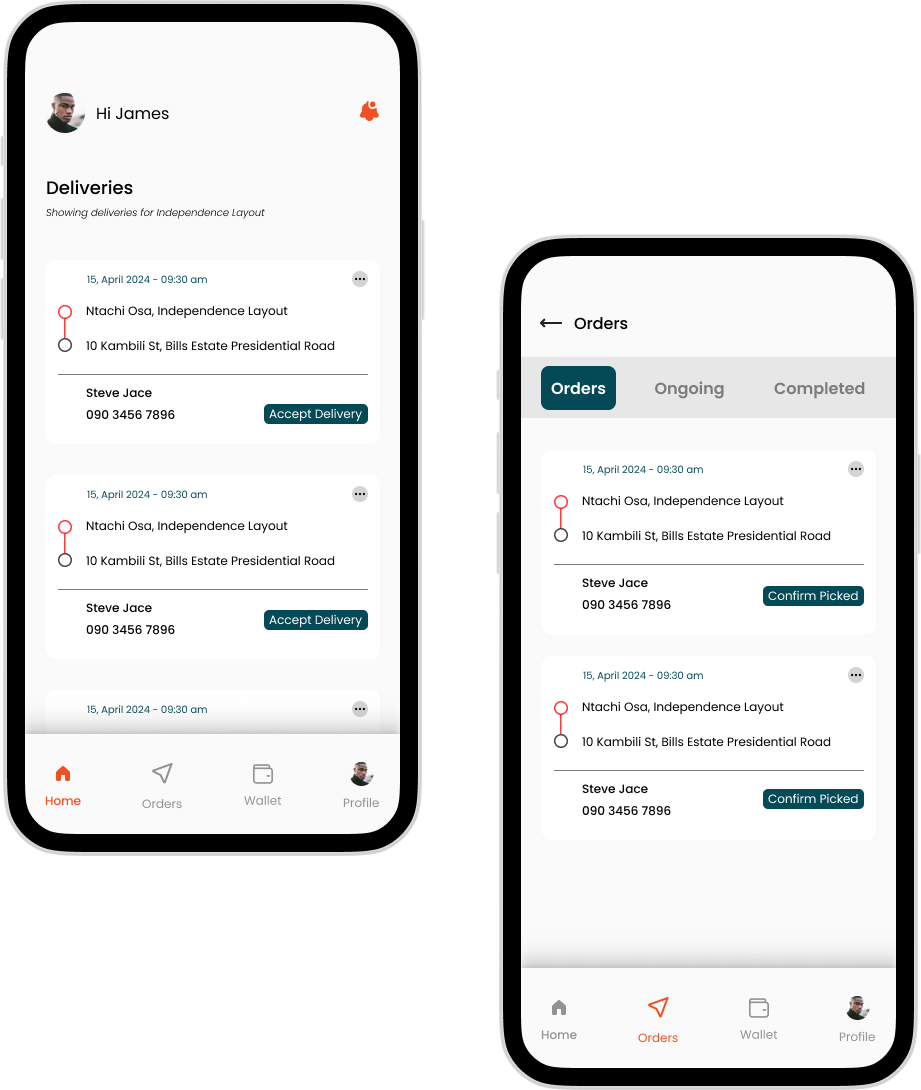 Hi James
Deliveries
Showing deliveries for Independence Layout
15, April 2024 - 09:30 am
Ntachi Osa, Independence Layout
10 Kambili St, Bills Estate Presidential Road
Steve Jace
090 3456 7896
Accept Delivery
15, April 2024 - 09:30 am
Ntachi Osa, Independence Layout
10 Kambili St, Bills Estate Presidential Road
Steve Jace
090 3456 7896
Accept Delivery
15, April 2024 - 09:30 am
Home
Orders
Wallet
Profile
Orders
Orders
Ongoing
Completed
15, April 2024 - 09:30 am
Ntachi Osa, Independence Layout
10 Kambili St, Bills Estate Presidential Road
Steve Jace
090 3456 7896
Confirm Picked
15, April 2024 - 09:30 am
Ntachi Osa, Independence Layout
10 Kambili St, Bills Estate Presidential Road
Steve Jace
090 3456 7896
Confirm Picked
Home
Orders
Wallet
Profile